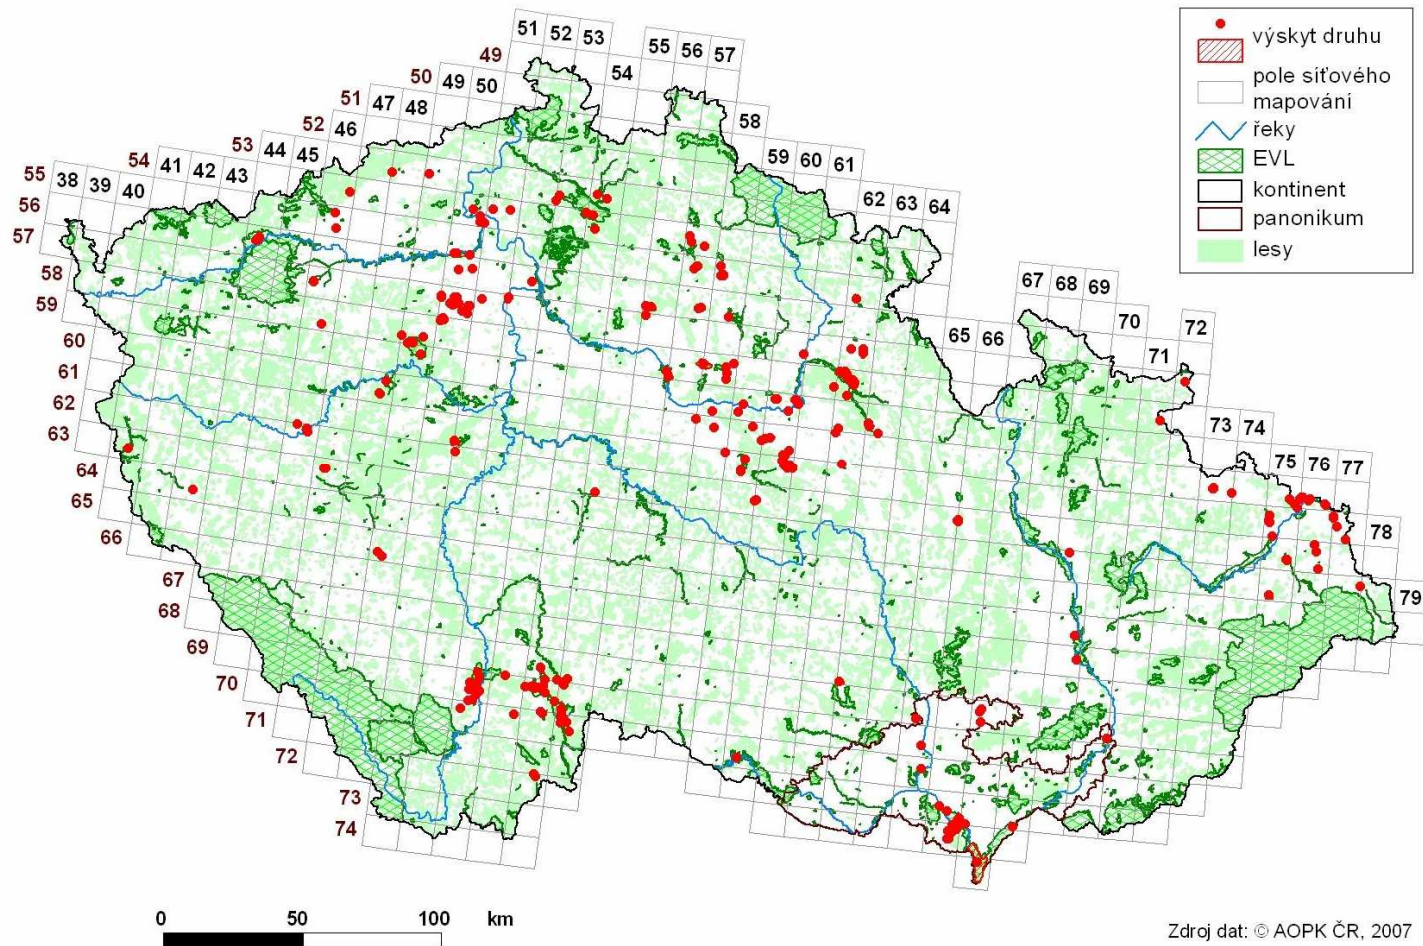 51 52 53
55 56 57
49
54
50 49 50
51 47 48
58
52 46
53 44 45
59 60 61
54 41 42 43
55 38 39 40
62 63 64
56
57
58
59
60
61
62
63
64
65
66
67
68
69
70
71
72
73
74
67 68 69
70
72
65 66
71
73 74
75 76 77
78
79
výskyt druhu
pole síťového
mapování
řeky
EVL
kontinent
panonikum
lesy
0 50 100 km
Zdroj dat: © AOPK ČR, 2007